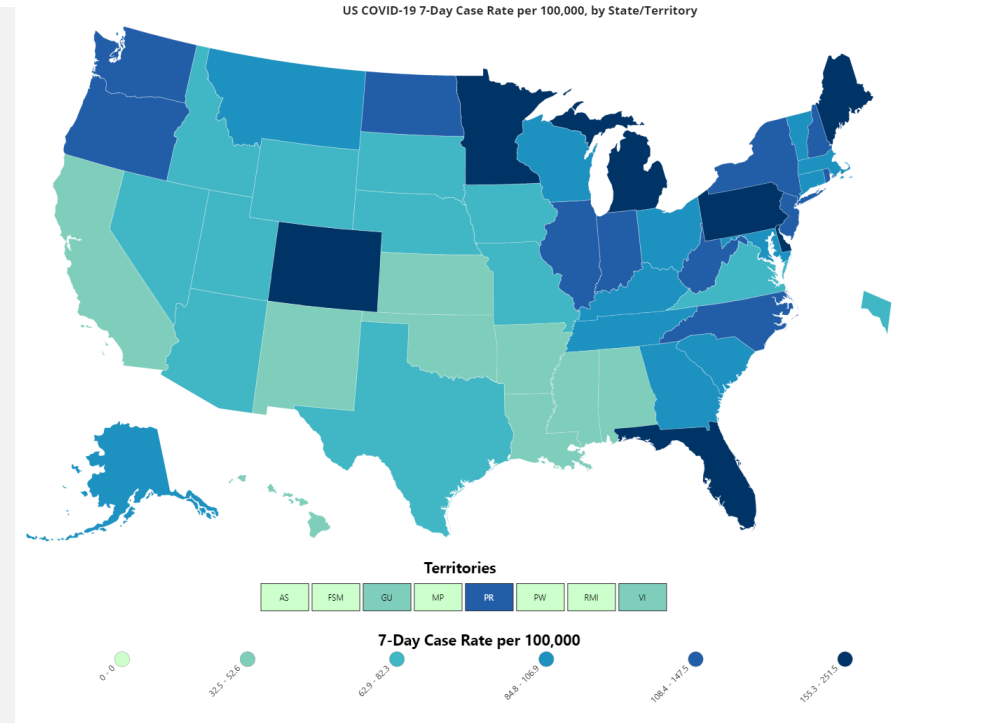 US COVID-19 7-Day Case Rate per 100,000, by State/Territory
Territories
AS FSM GU MP PR PW RMI VI
7-Day Case Rate per 100,000
0 - 0 32.5 - 52.6 62.9 - 82.3 84.8 - 106.9 108.4 - 147.5 155.3 - 251.5